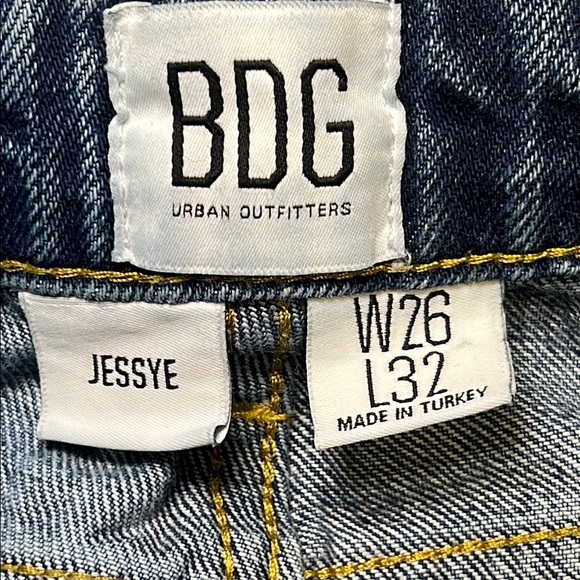 BDG
URBAN OUTFITTERS
JESSYE
W26
L32
MADE IN TURKEY